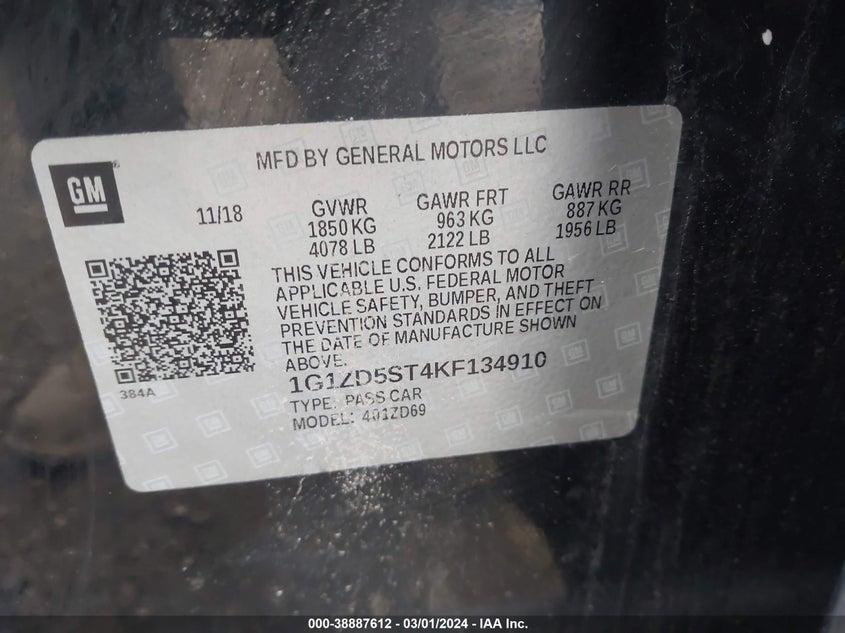 MFD BY GENERAL MOTORS LLC
GM
11/18
GVWR
1850 KG
4078 LB
GAWR FRT
963 KG
2122 LB
GAWR RR
887 KG
1956 LB
THIS VEHICLE CONFORMS TO ALL
APPLICABLE U.S. FEDERAL MOTOR
VEHICLE SAFETY, BUMPER, AND THEFT
PREVENTION STANDARDS IN EFFECT ON
THE DATE OF MANUFACTURE SHOWN
ABOVE.
1G1ZD5ST4KF134910
TYPE: PASS CAR
MODEL: 401ZD69
384A
000-38887612 - 03/01/2024 - IAA Inc.